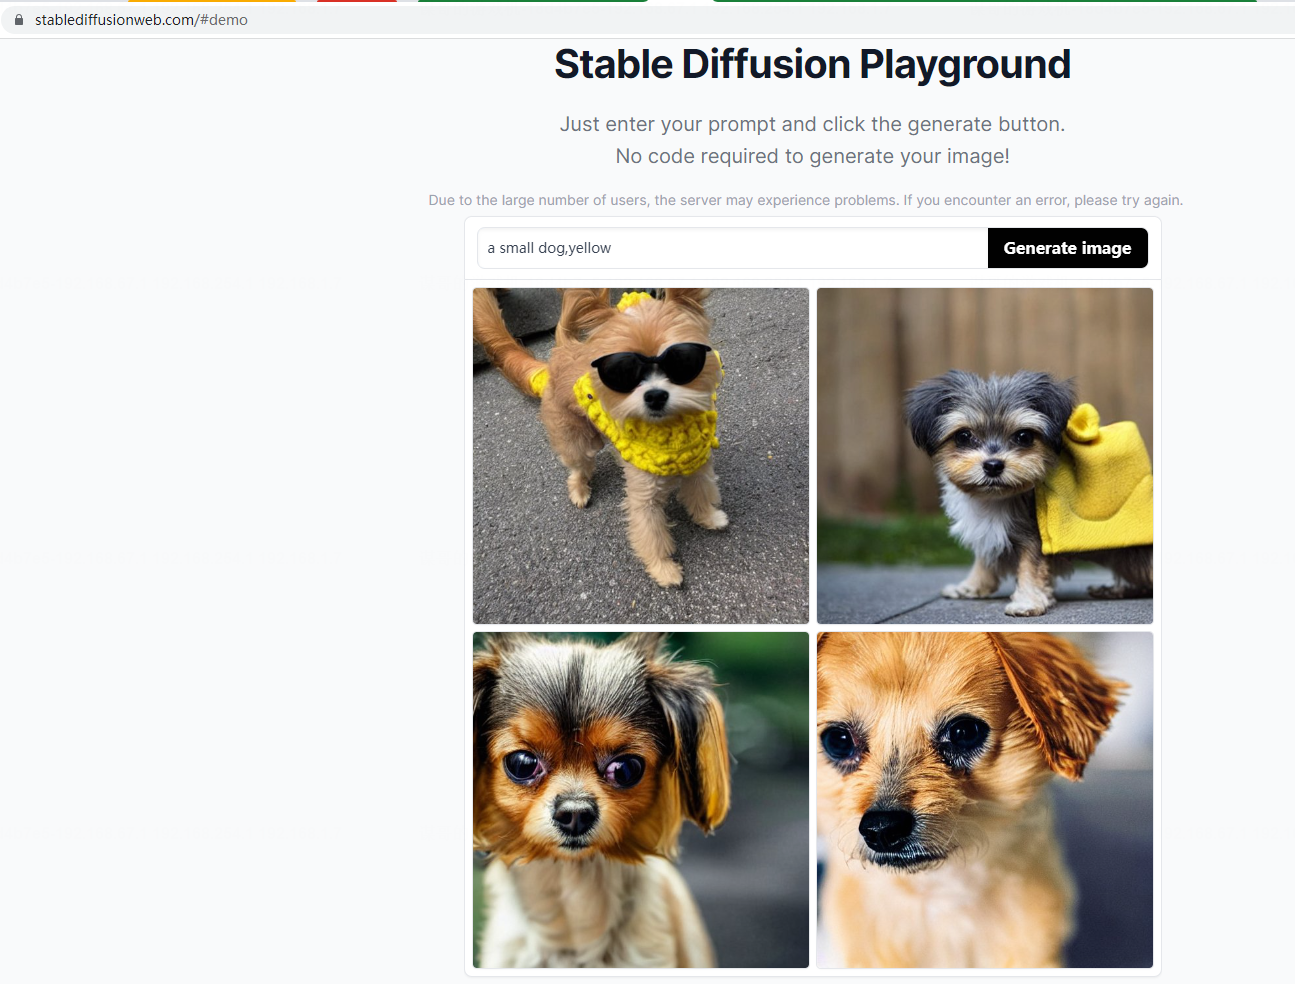 stablediffusionweb.com/#demo
Stable Diffusion Playground
Just enter your prompt and click the generate button.
No code required to generate your image!
Due to the large number of users, the server may experience problems. If you encounter an error, please try again.
a small dog,yellow
Generate image